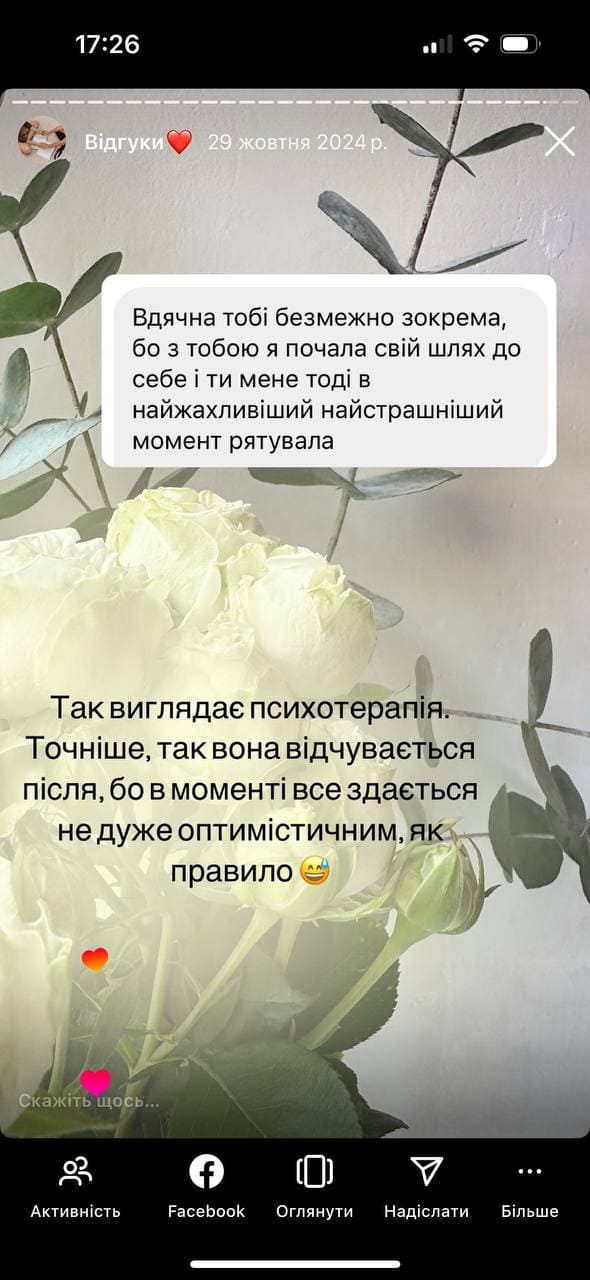 17:26
Відгуки❤️ 29 жовтня 2024 р.
Вдячна тобі безмежно зокрема,
бо з тобою я почала свій шлях до
себе і ти мене тоді в
найжахливіший найстрашніший
момент рятувала
Так виглядає психотерапія.
Точніше, так вона відчувається
після, бо в моменті все здається
не дуже оптимістичним, як
правило 😅
Скажіть щось...
Активність Facebook Оглянути Надіслати Більше